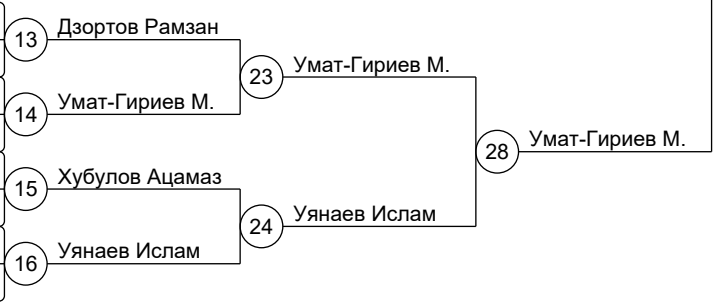 13 Дзортов Рамзан
23 Умат-Гириев М.
14 Умат-Гириев М.
28 Умат-Гириев М.
15 Хубулов Ацамаз
24 Уянаев Ислам
16 Уянаев Ислам